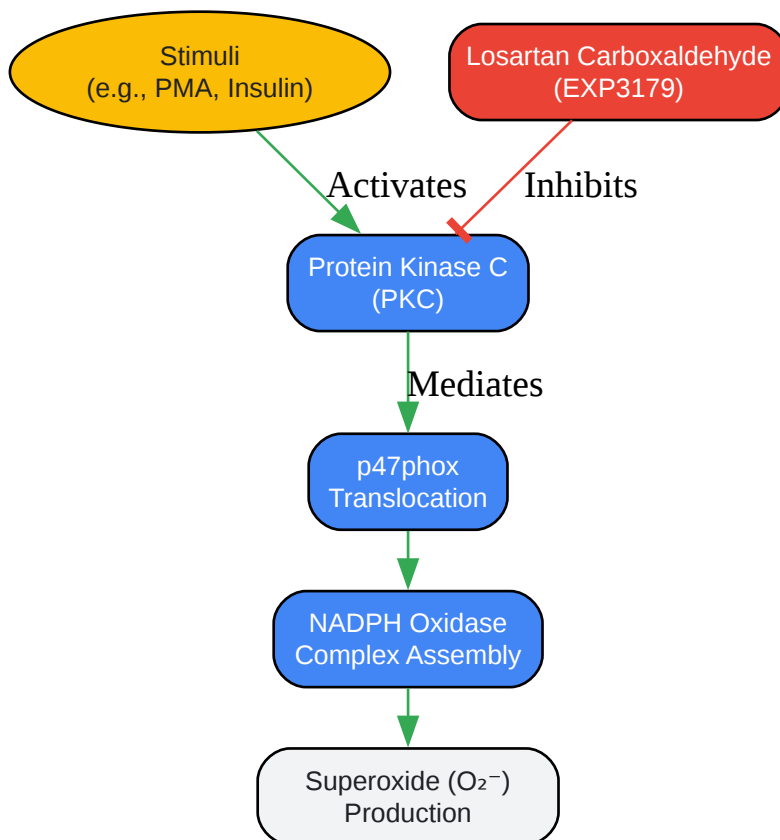 Stimuli
(e.g., PMA, Insulin)
Losartan Carboxaldehyde
(EXP3179)
Activates
Inhibits
Protein Kinase C
(PKC)
Mediates
p47phox
Translocation
NADPH Oxidase
Complex Assembly
Superoxide (O₂⁻)
Production